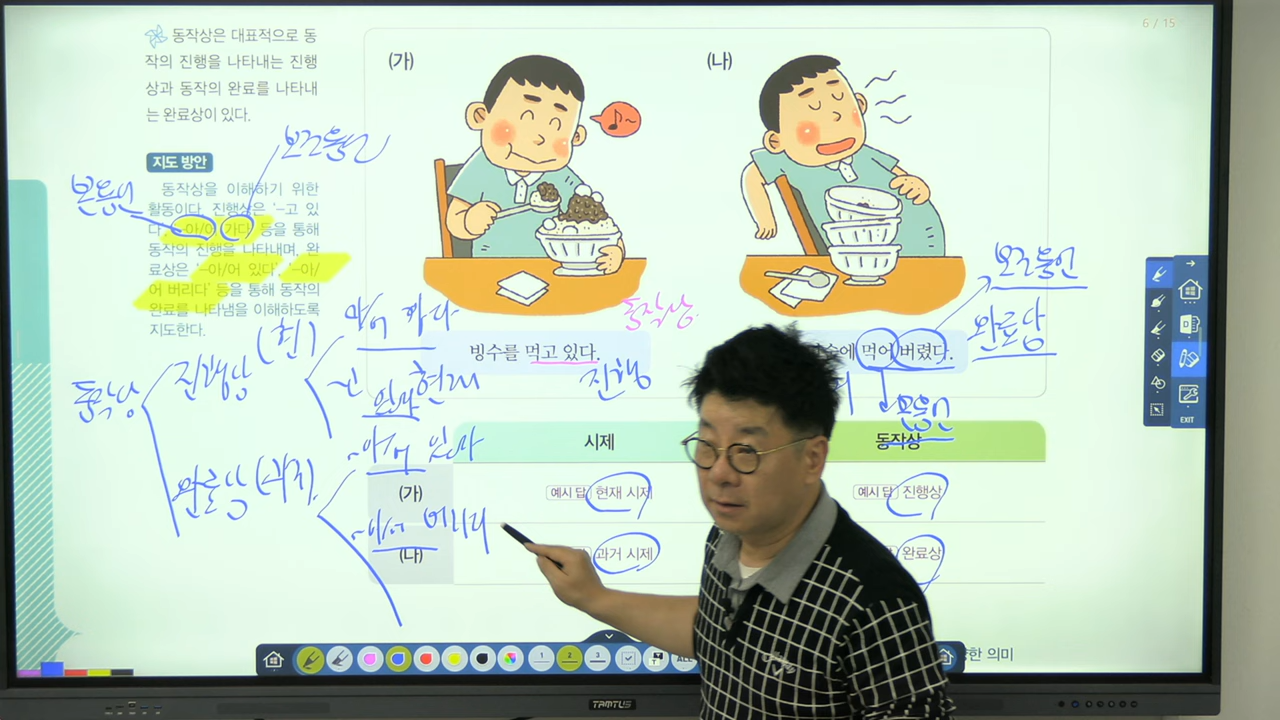 6 / 15
동작상은 대표적으로 동
작의 진행을 나타내는 진행
상과 동작의 완료를 나타내
는 완료상이 있다.
보조용언
지도 방안
본용언
동작상을 이해하기 위한
활동이다. 진행상은 '–고 있
다' '–아/어 가다' 등을 통해
동작의 진행을 나타내며, 완
료상은 '–아/어 있다', '–아/
어 버리다' 등을 통해 동작의
완료를 나타냄을 이해하도록
지도한다.
(가)
(나)
빙수를 먹고 있다.
동작상
진행
먹어 버렸다.
보조용언
완료상
본용언
동작상
진행상
완료상
현재
-아/어 있다
-아/어 버리다
시제
동작상
(가)
예시 답 현재 시제
예시 답 진행상
(나)
과거 시제
완료상
1
2
3
ALL
EXIT
한 의미
TAMTUS